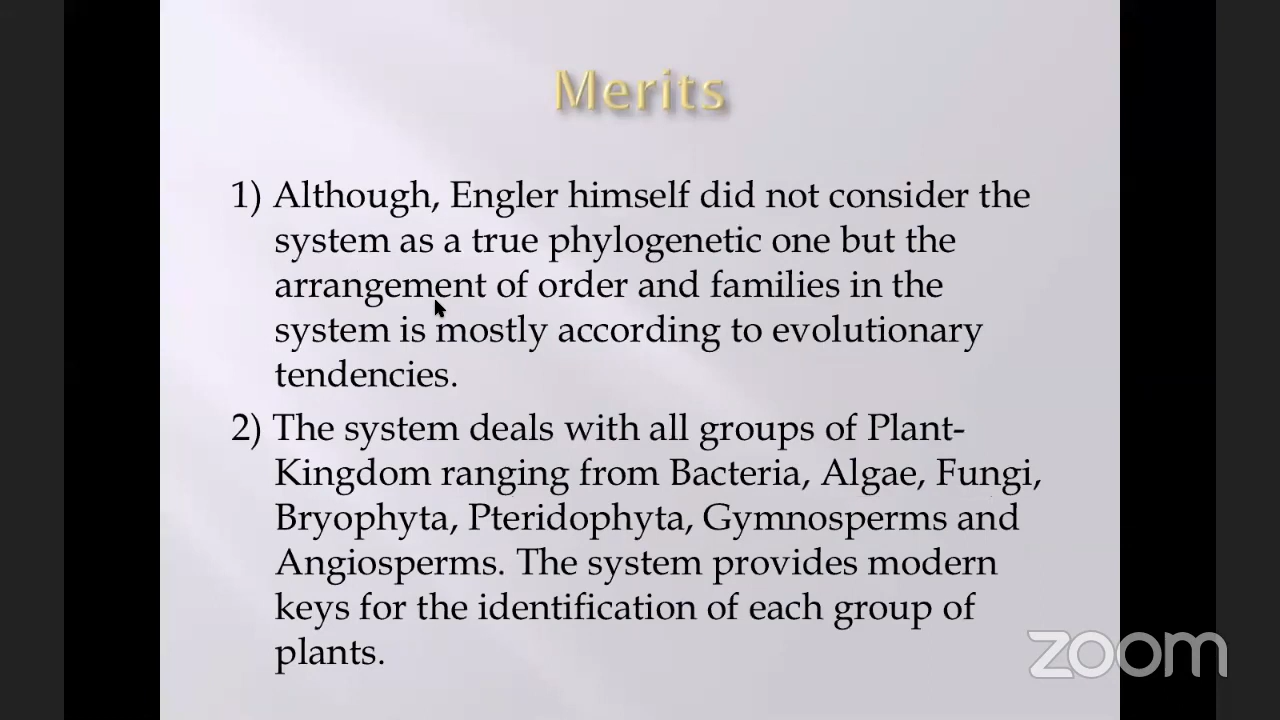 Merits
1) Although, Engler himself did not consider the
system as a true phylogenetic one but the
arrangement of order and families in the
system is mostly according to evolutionary
tendencies.
2) The system deals with all groups of Plant-
Kingdom ranging from Bacteria, Algae, Fungi,
Bryophyta, Pteridophyta, Gymnosperms and
Angiosperms. The system provides modern
keys for the identification of each group of
plants.
zoom